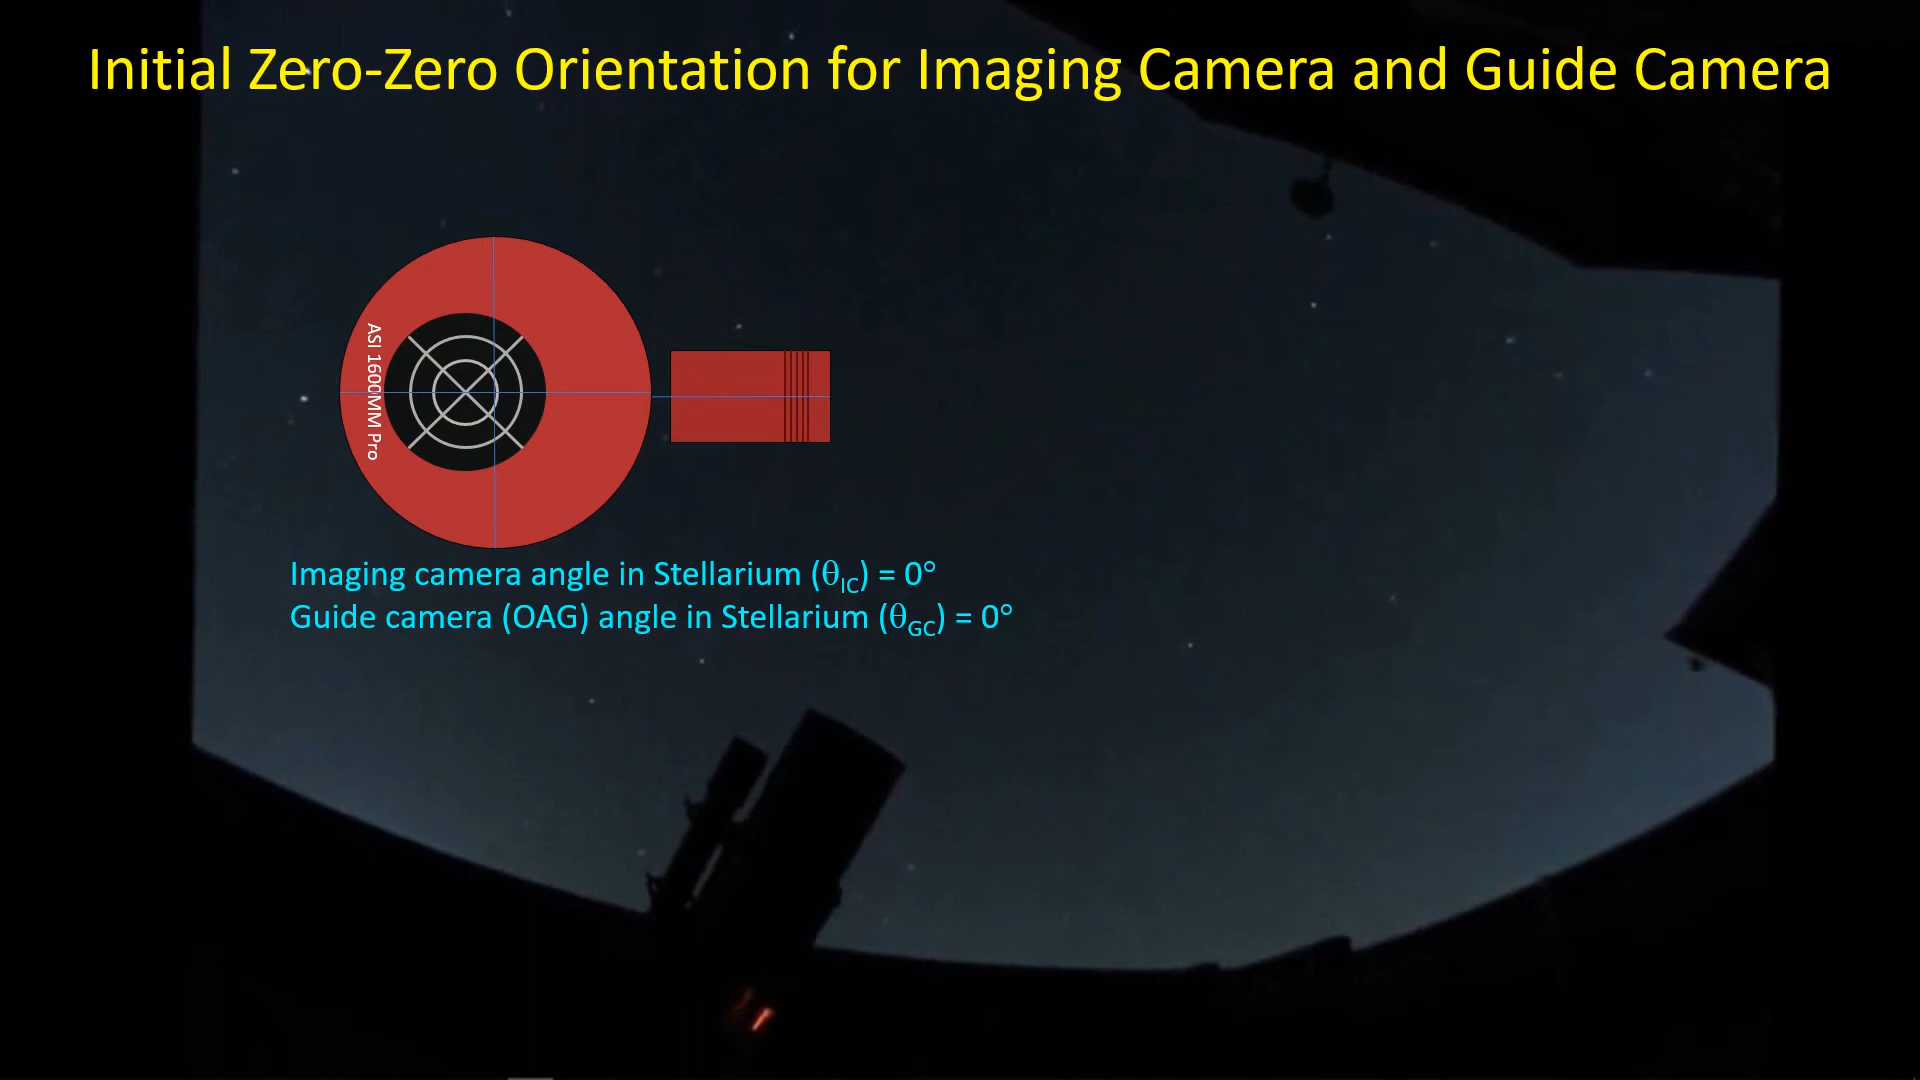 Initial Zero-Zero Orientation for Imaging Camera and Guide Camera
ASI 1600MM Pro
Imaging camera angle in Stellarium (θIC) = 0°
Guide camera (OAG) angle in Stellarium (θGC) = 0°